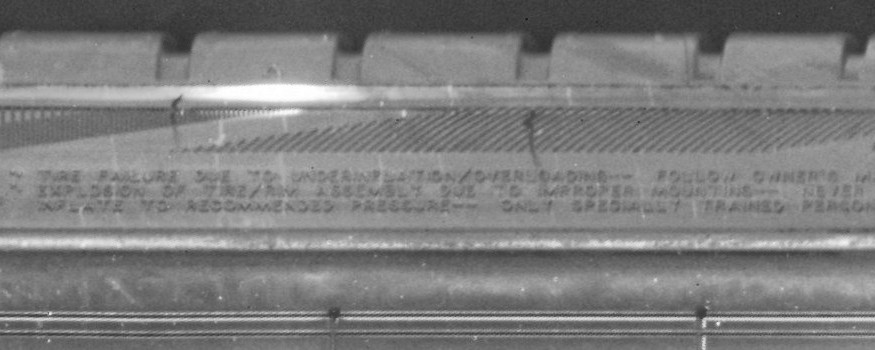 TIRE FAILURE DUE TO UNDERINFLATION/OVERLOADING-- FOLLOW OWNER'S M
EXPLOSION OF TIRE/RIM ASSEMBLY DUE TO IMPROPER MOUNTING-- NEVER
INFLATE TO RECOMMENDED PRESSURE-- ONLY SPECIALLY TRAINED PERSON